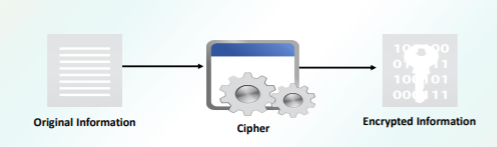 Original Information
Cipher
Encrypted Information